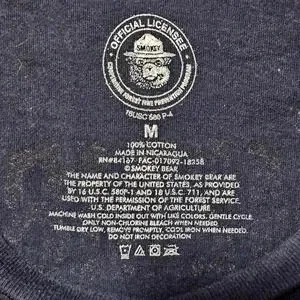 OFFICIAL LICENSEE
SMOKEY
COOPERATIVE FOREST FIRE PREVENTION PROGRAM
16USC 580 P-4
M
100% COTTON
MADE IN NICARAGUA
RN#84167 - FAC-017092-18258
©SMOKEY BEAR
THE NAME AND CHARACTER OF SMOKEY BEAR ARE
THE PROPERTY OF THE UNITED STATES, AS PROVIDED
BY 16 U.S.C. 580P-1 AND 18 U.S.C. 711, AND ARE
USED WITH THE PERMISSION OF THE FOREST SERVICE,
U.S. DEPARTMENT OF AGRICULTURE
MACHINE WASH COLD INSIDE OUT WITH LIKE COLORS, GENTLE CYCLE.
ONLY NON-CHLORINE BLEACH WHEN NEEDED.
TUMBLE DRY LOW, REMOVE PROMPTLY, COOL IRON WHEN NEEDED.
DO NOT IRON DECORATION